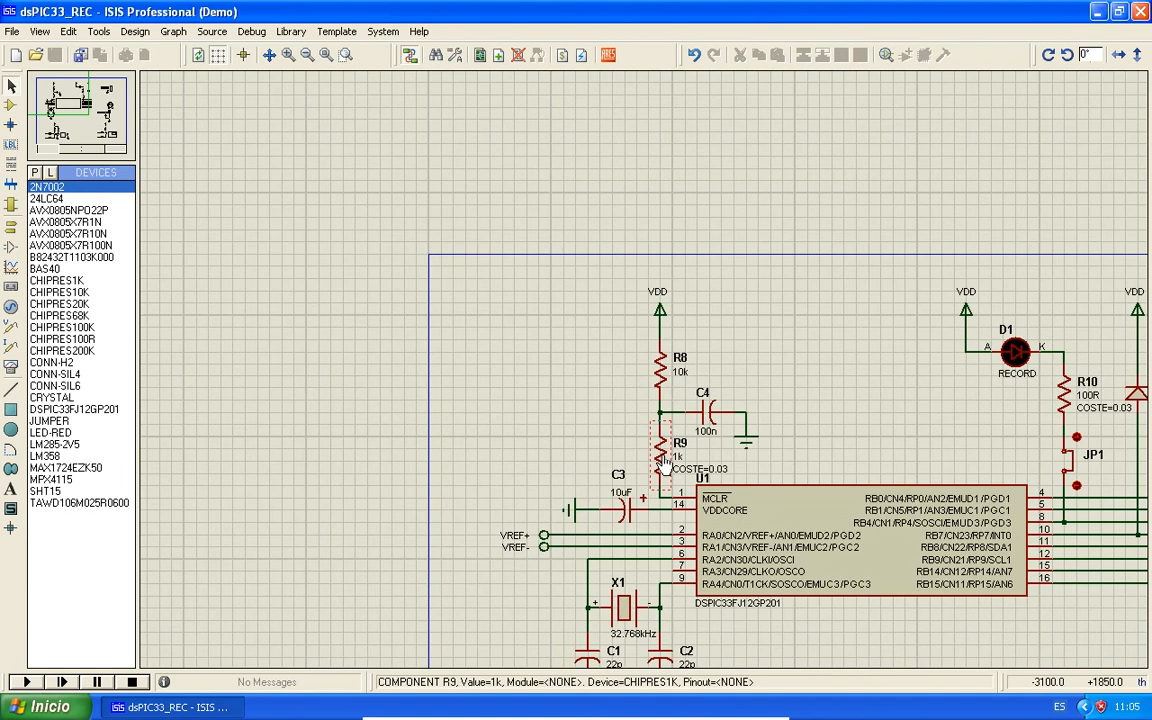 dsPIC33_REC - ISIS Professional (Demo)
File View Edit Tools Design Graph Source Debug Library Template System Help
0°
P L DEVICES
2N7002
24LC64
AVX0805NPO22P
AVX0805X7R1N
AVX0805X7R10N
AVX0805X7R100N
B82432T1103K000
BAS40
CHIPRES1K
CHIPRES10K
CHIPRES20K
CHIPRES68K
CHIPRES100K
CHIPRES100R
CHIPRES200K
CONN-H2
CONN-SIL4
CONN-SIL6
CRYSTAL
DSPIC33FJ12GP201
JUMPER
LED-RED
LM285-2V5
LM358
MAX1724EZK50
MPX4115
SHT15
TAWD106M025R0600
LBL
ARES
VDD
VDD
VDD
D1
A K
RECORD
R8
10k
C4
100n
R9
1k
COSTE=0.03
R10
100R
COSTE=0.03
JP1
C3
10uF
U1
1 MCLR RB0/CN4/RP0/AN2/EMUD1/PGD1 4
14 VDDCORE RB1/CN5/RP1/AN3/EMUC1/PGC1 5
RB4/CN1/RP4/SOSCI/EMUD3/PGD3 8
VREF+ 2 RA0/CN2/VREF+/AN0/EMUD2/PGD2 RB7/CN23/RP7/INT0 10
VREF- 3 RA1/CN3/VREF-/AN1/EMUC2/PGC2 RB8/CN22/RP8/SDA1 11
6 RA2/CN30/CLKI/OSCI RB9/CN21/RP9/SCL1 12
7 RA3/CN29/CLKO/OSCO RB14/CN12/RP14/AN7 15
9 RA4/CN0/T1CK/SOSCO/EMUC3/PGC3 RB15/CN11/RP15/AN6 16
DSPIC33FJ12GP201
X1
32.768kHz
C1
22p
C2
22p
No Messages
COMPONENT R9, Value=1k, Module=<NONE>. Device=CHIPRES1K, Pinout=<NONE>
-3100.0 +1850.0 th
Inicio
dsPIC33_REC - ISIS ...
ES
11:05